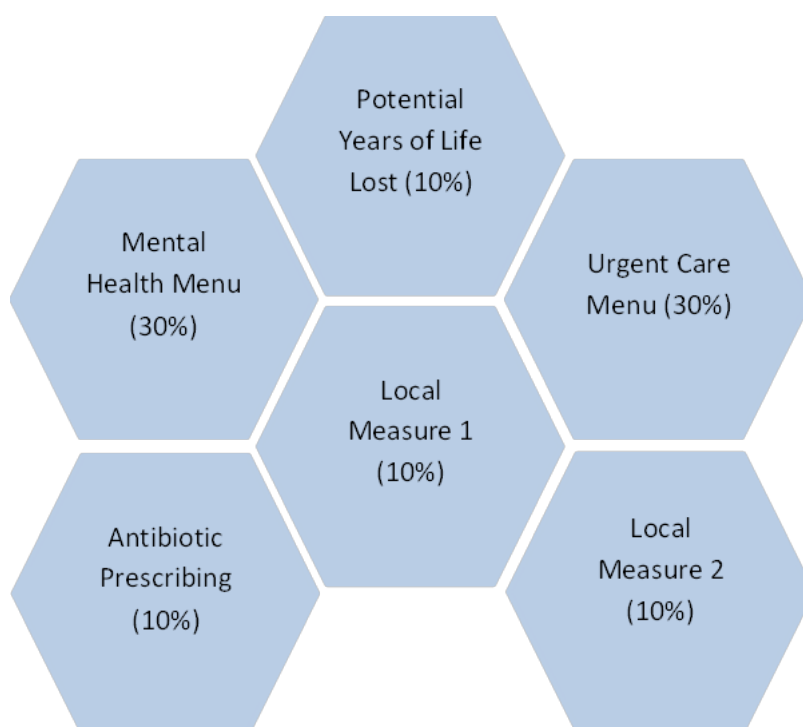 Potential
Years of Life
Lost (10%)
Mental
Health Menu
(30%)
Urgent Care
Menu (30%)
Local
Measure 1
(10%)
Antibiotic
Prescribing
(10%)
Local
Measure 2
(10%)